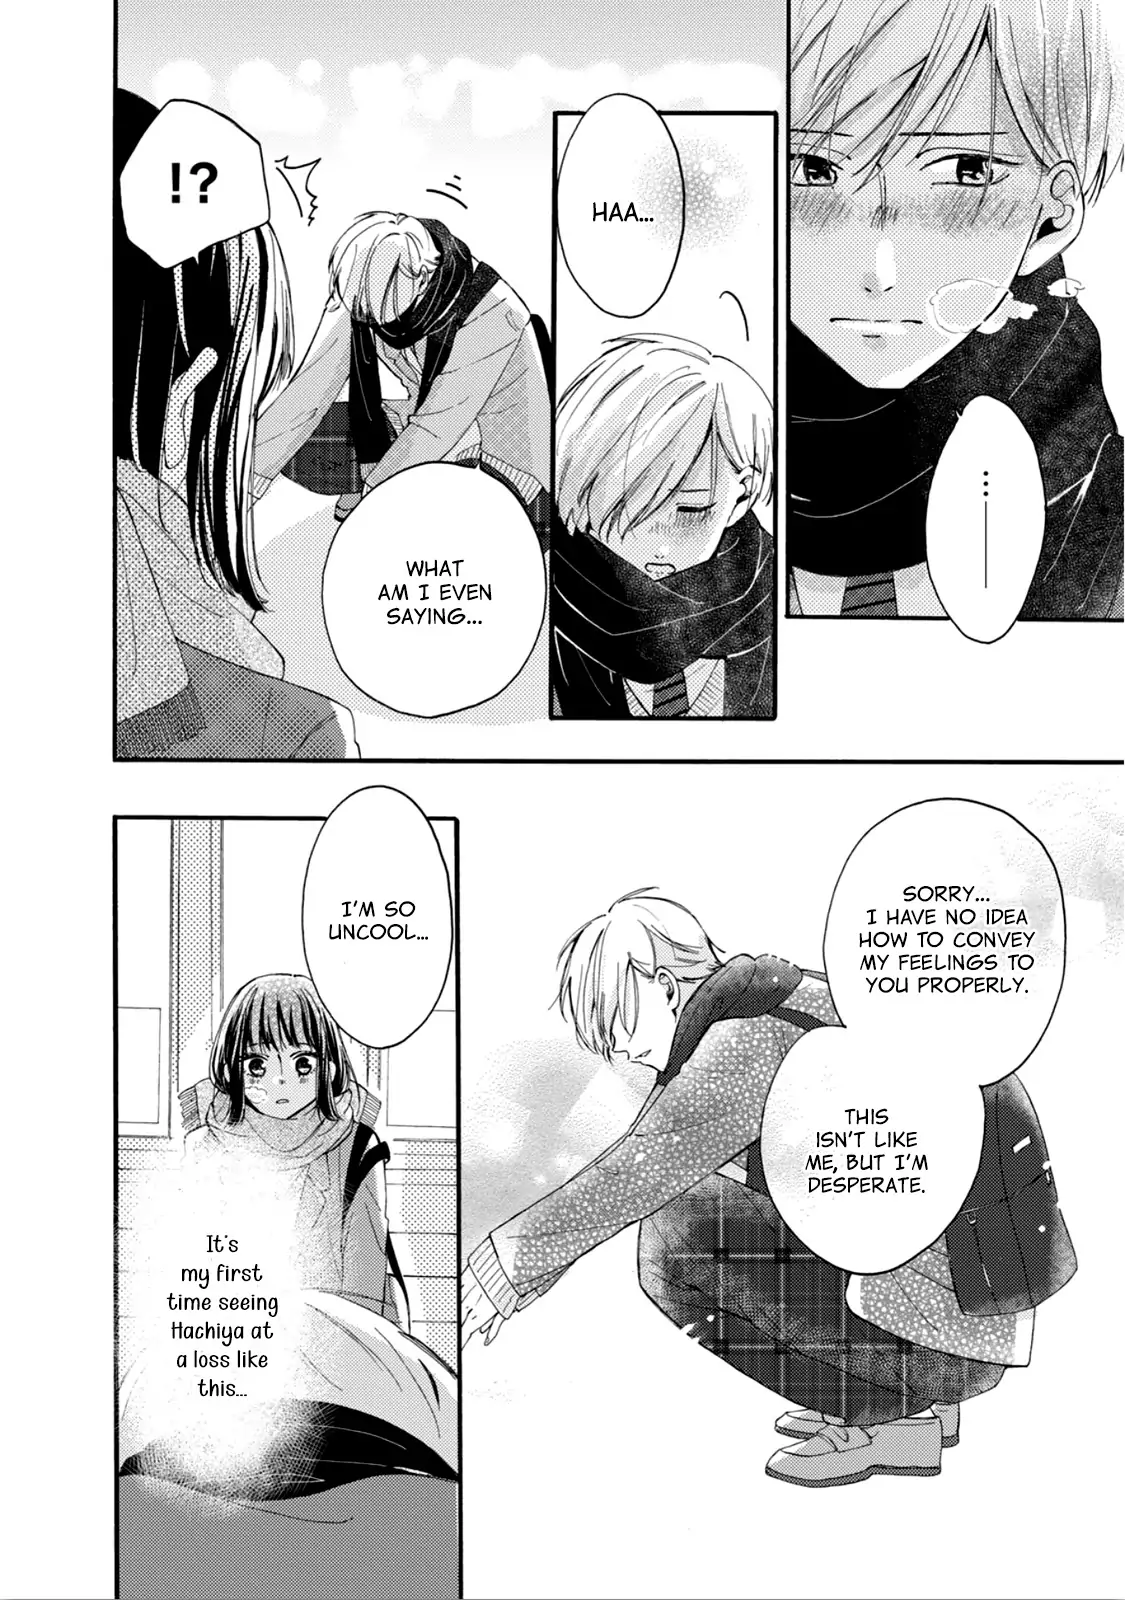 ...
HAA...
!?
WHAT
AM I EVEN
SAYING...
SORRY...
I HAVE NO IDEA
HOW TO CONVEY
MY FEELINGS TO
YOU PROPERLY.
THIS
ISN'T LIKE
ME, BUT I'M
DESPERATE.
I'M SO
UNCOOL...
It's
my first
time seeing
Hachiya at
a loss like
this...